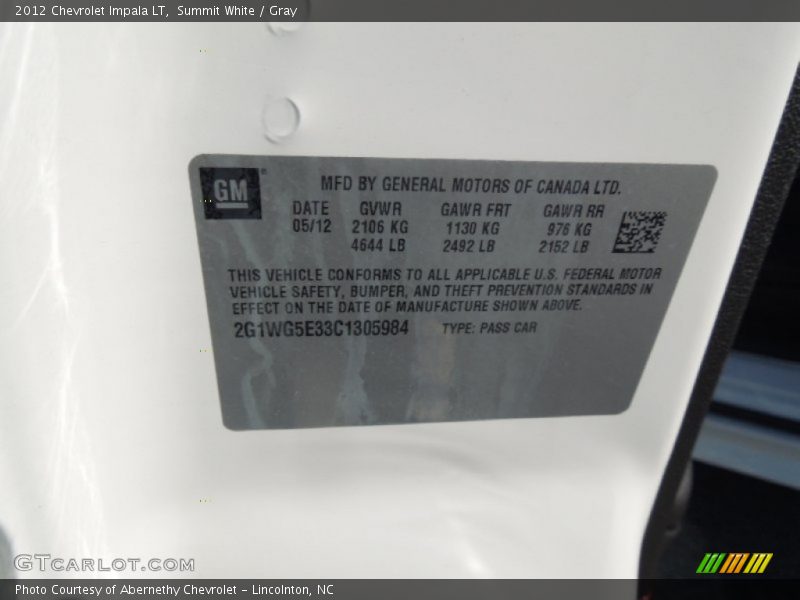 2012 Chevrolet Impala LT, Summit White / Gray
GM
MFD BY GENERAL MOTORS OF CANADA LTD.
DATE GVWR GAWR FRT GAWR RR
05/12 2106 KG 1130 KG 976 KG
4644 LB 2492 LB 2152 LB
THIS VEHICLE CONFORMS TO ALL APPLICABLE U.S. FEDERAL MOTOR
VEHICLE SAFETY, BUMPER, AND THEFT PREVENTION STANDARDS IN
EFFECT ON THE DATE OF MANUFACTURE SHOWN ABOVE.
2G1WG5E33C1305984 TYPE: PASS CAR
GTCARLOT.COM
Photo Courtesy of Abernethy Chevrolet - Lincolnton, NC